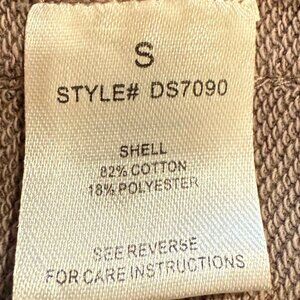 S
STYLE# DS7090
SHELL
82% COTTON
18% POLYESTER
SEE REVERSE
FOR CARE INSTRUCTIONS